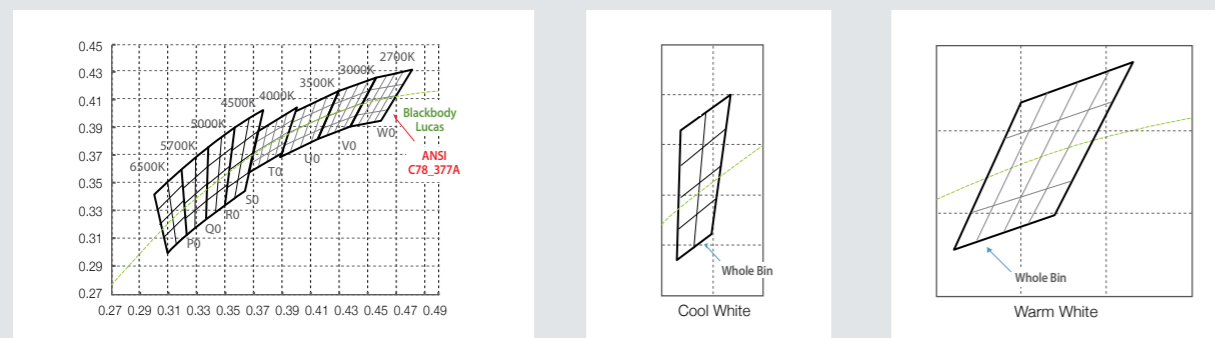 0.45
0.43
0.41
0.39
0.37
0.35
0.33
0.31
0.29
0.27
0.27 0.29 0.31 0.33 0.35 0.37 0.39 0.41 0.43 0.45 0.47 0.49
6500K
5700K
5000K
4500K
4000K
3500K
3000K
2700K
P0
Q0
R0
S0
T0
U0
V0
W0
Blackbody
Lucas
ANSI
C78_377A
Whole Bin
Cool White
Whole Bin
Warm White